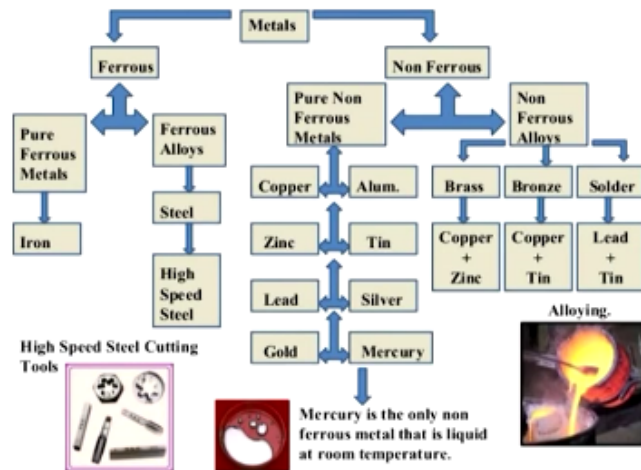 Metals
Ferrous
Non Ferrous
Pure Ferrous
Metals
Ferrous
Alloys
Pure Non
Ferrous
Metals
Non
Ferrous
Alloys
Iron
Steel
High
Speed
Steel
Copper
Alum.
Zinc
Tin
Lead
Silver
Gold
Mercury
Brass
Bronze
Solder
Copper
+
Zinc
Copper
+
Tin
Lead
+
Tin
High Speed Steel Cutting
Tools
Mercury is the only non
ferrous metal that is liquid
at room temperature.
Alloying.